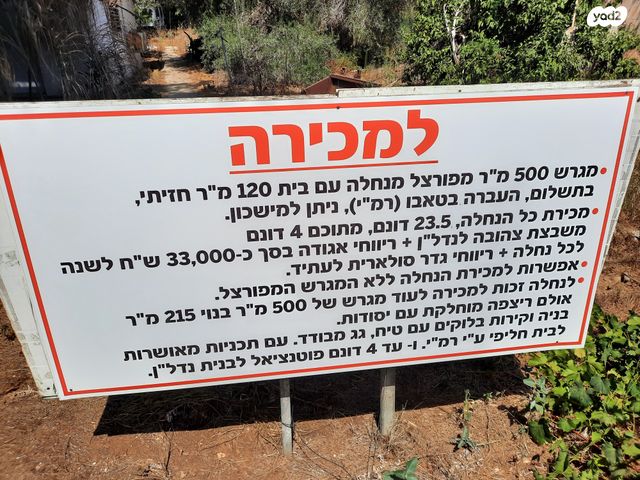 yad2
למכירה
• מגרש 500 מ"ר מפורצל מנחלה עם בית 120 מ"ר חזיתי,
בתשלום, העברה בטאבו (רמ"י), ניתן למישכון.
• מכירת כל הנחלה, 23.5 דונם, מתוכם 4 דונם
משבצת צהובה לנדל"ן + ריווחי אגודה בסך כ-33,000 ש"ח לשנה
לכל נחלה + ריווחי גדר סולארית לעתיד.
• אפשרות למכירת הנחלה ללא המגרש המפורצל.
• לנחלה זכות למכירה לעוד מגרש של 500 מ"ר בנוי 215 מ"ר
אולם ריצפה מוחלקת עם יסודות.
בניה וקירות בלוקים עם טיח, גג מבודד. עם תכניות מאושרות
לבית חליפי ע"י רמ"י. ו- עד 4 דונם פוטנציאל לבנית נדל"ן.